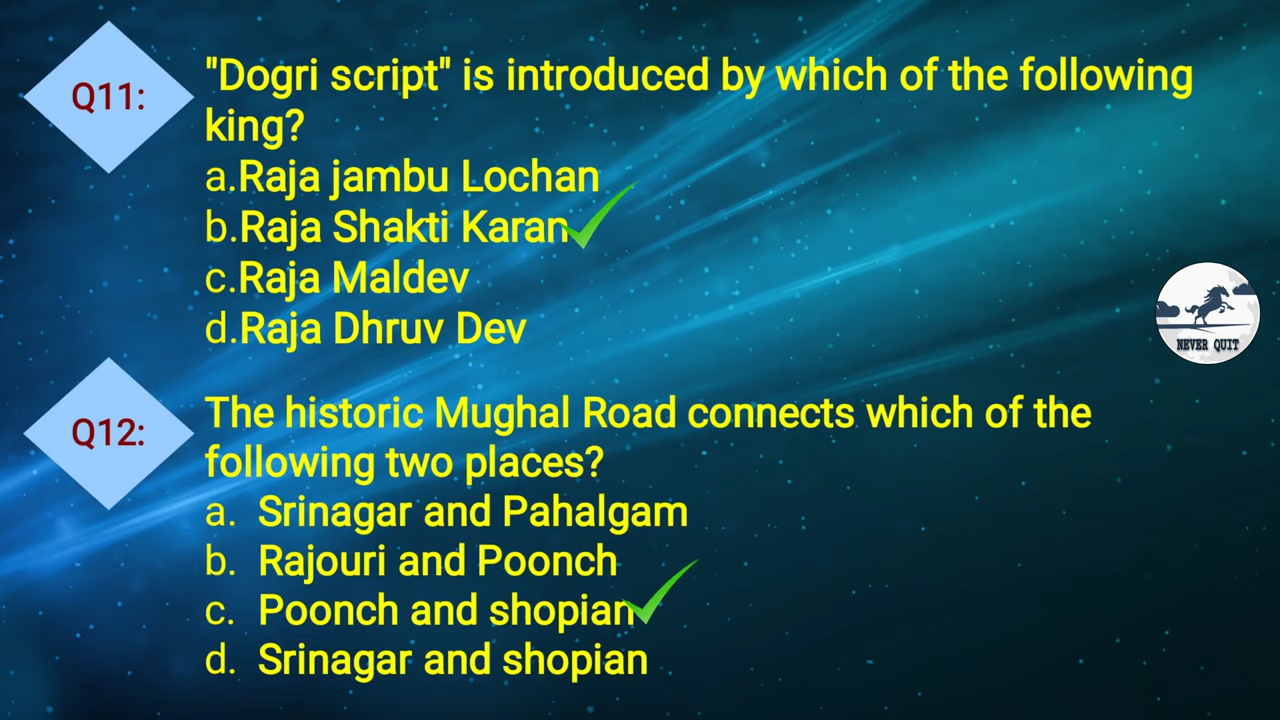 Q11:
"Dogri script" is introduced by which of the following
king?
a.Raja jambu Lochan
b.Raja Shakti Karan
c.Raja Maldev
d.Raja Dhruv Dev
NEVER QUIT
Q12:
The historic Mughal Road connects which of the
following two places?
a. Srinagar and Pahalgam
b. Rajouri and Poonch
c. Poonch and shopian
d. Srinagar and shopian